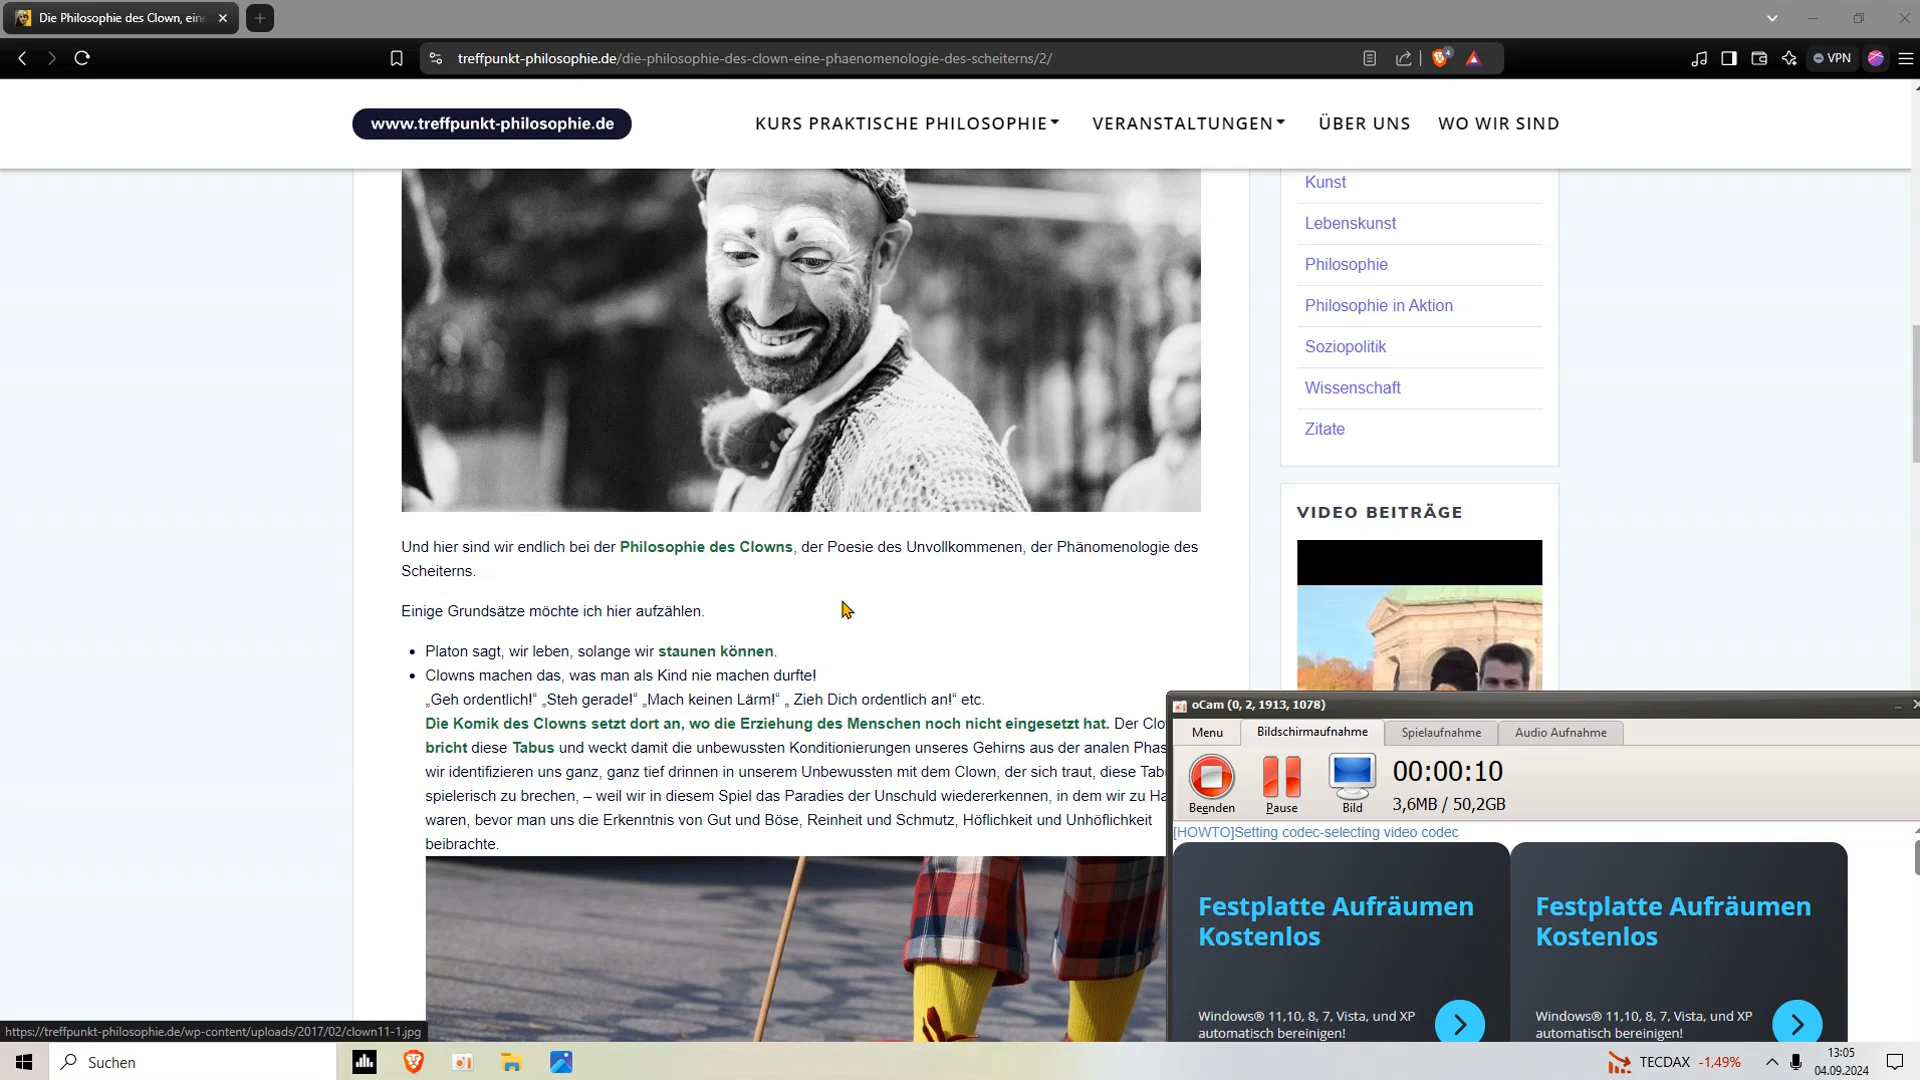 Die Philosophie des Clown, ein
treffpunkt-philosophie.de/die-philosophie-des-clown-eine-phaenomenologie-des-scheiterns/2/
4
VPN
www.treffpunkt-philosophie.de
KURS PRAKTISCHE PHILOSOPHIE
VERANSTALTUNGEN
ÜBER UNS
WO WIR SIND
Kunst
Lebenskunst
Philosophie
Philosophie in Aktion
Soziopolitik
Wissenschaft
Zitate
VIDEO BEITRÄGE
Und hier sind wir endlich bei der Philosophie des Clowns, der Poesie des Unvollkommenen, der Phänomenologie des
Scheiterns.
Einige Grundsätze möchte ich hier aufzählen.
• Platon sagt, wir leben, solange wir staunen können.
• Clowns machen das, was man als Kind nie machen durfte!
„Geh ordentlich!“ „Steh gerade!“ „Mach keinen Lärm!“ „ Zieh Dich ordentlich an!“ etc.
Die Komik des Clowns setzt dort an, wo die Erziehung des Menschen noch nicht eingesetzt hat. Der Clo
bricht diese Tabus und weckt damit die unbewussten Konditionierungen unseres Gehirns aus der analen Phas
wir identifizieren uns ganz, ganz tief drinnen in unserem Unbewussten mit dem Clown, der sich traut, diese Tab
spielerisch zu brechen, – weil wir in diesem Spiel das Paradies der Unschuld wiedererkennen, in dem wir zu Ha
waren, bevor man uns die Erkenntnis von Gut und Böse, Reinheit und Schmutz, Höflichkeit und Unhöflichkeit
beibrachte.
oCam (0, 2, 1913, 1078)
Menu
Bildschirmaufnahme
Spielaufnahme
Audio Aufnahme
Beenden
Pause
Bild
00:00:10
3,6MB / 50,2GB
[HOWTO]Setting codec-selecting video codec
Festplatte Aufräumen
Kostenlos
Windows® 11,10, 8, 7, Vista, und XP
automatisch bereinigen!
Festplatte Aufräumen
Kostenlos
Windows® 11,10, 8, 7, Vista, und XP
automatisch bereinigen!
https://treffpunkt-philosophie.de/wp-content/uploads/2017/02/clown11-1.jpg
Suchen
TECDAX -1,49%
13:05
04.09.2024